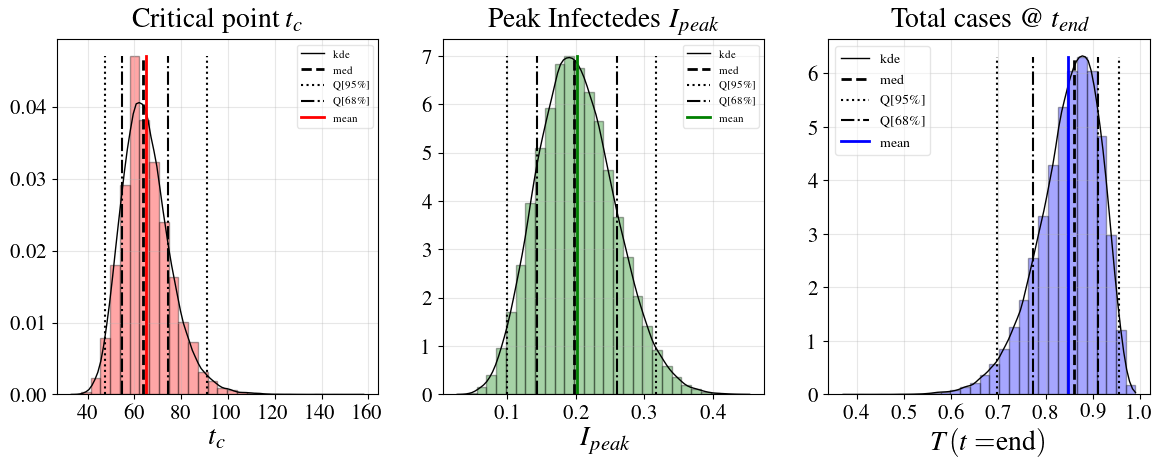 Critical point t_c
0.00
0.01
0.02
0.03
0.04
40 60 80 100 120 140 160
t_c
kde
med
Q[95%]
Q[68%]
mean
Peak Infectedes I_peak
0
1
2
3
4
5
6
7
0.1 0.2 0.3 0.4
I_peak
kde
med
Q[95%]
Q[68%]
mean
Total cases @ t_end
0
1
2
3
4
5
6
0.4 0.5 0.6 0.7 0.8 0.9 1.0
T(t =end)
kde
med
Q[95%]
Q[68%]
mean